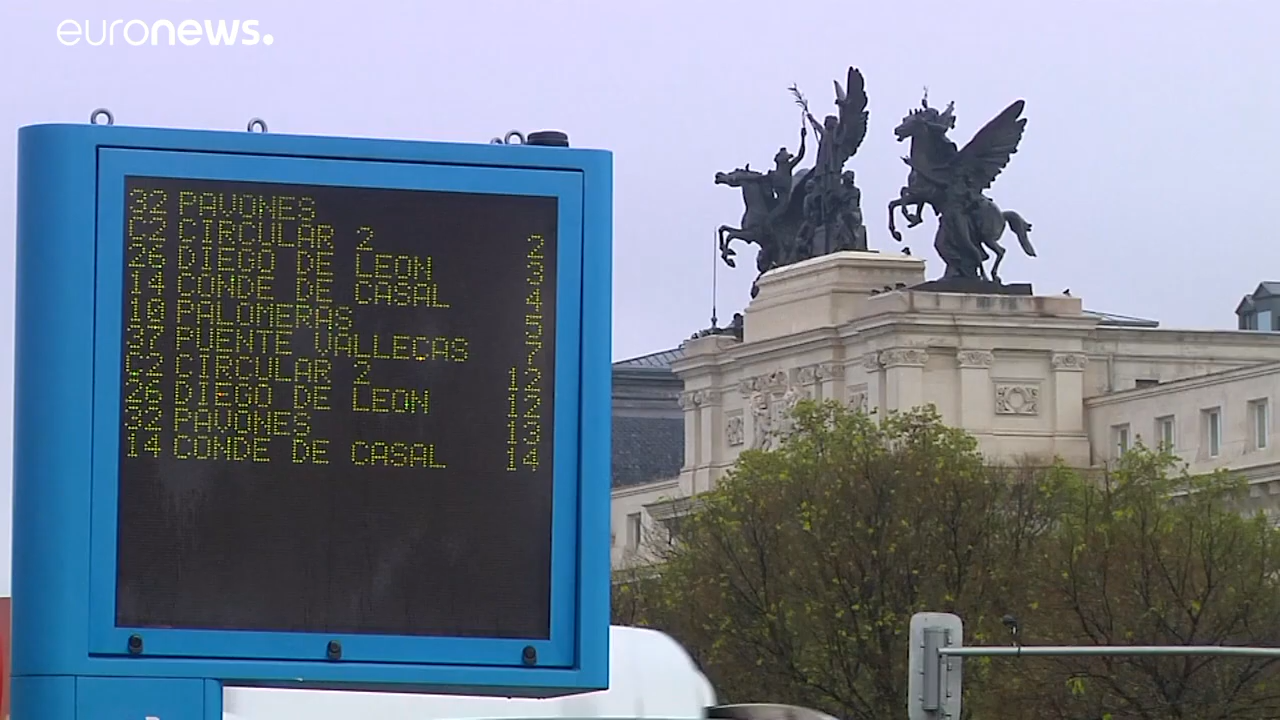 euronews.
32 PAVONES
C2 CIRCULAR 2 2
26 DIEGO DE LEON 3
14 CONDE DE CASAL 4
10 PALOMERAS 5
37 PUENTE VALLECAS 7
C2 CIRCULAR 2 12
26 DIEGO DE LEON 12
32 PAVONES 13
14 CONDE DE CASAL 14